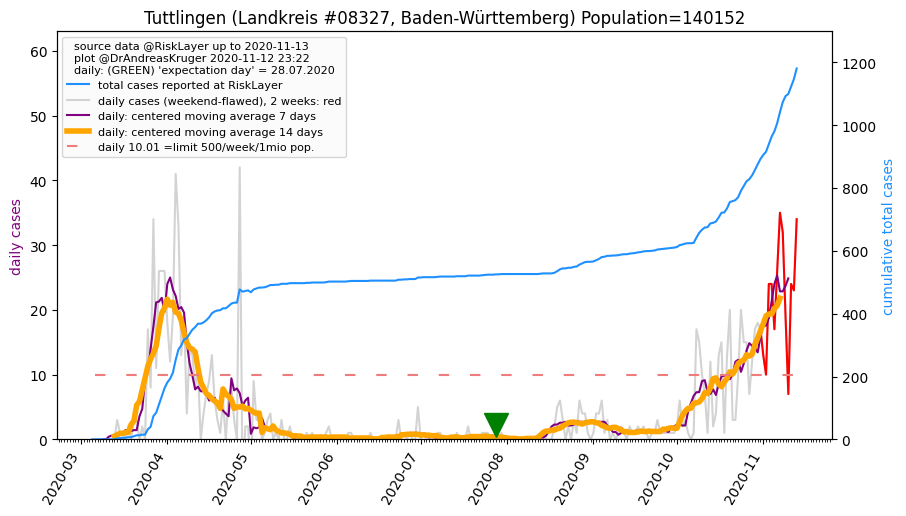 Tuttlingen (Landkreis #08327, Baden-Württemberg) Population=140152
source data @RiskLayer up to 2020-11-13
plot @DrAndreasKruger 2020-11-12 23:22
daily: (GREEN) 'expectation day' = 28.07.2020
total cases reported at RiskLayer
daily cases (weekend-flawed), 2 weeks: red
daily: centered moving average 7 days
daily: centered moving average 14 days
daily 10.01 =limit 500/week/1mio pop.
daily cases
60
50
40
30
20
10
0
cumulative total cases
1200
1000
800
600
400
200
0
2020-03
2020-04
2020-05
2020-06
2020-07
2020-08
2020-09
2020-10
2020-11